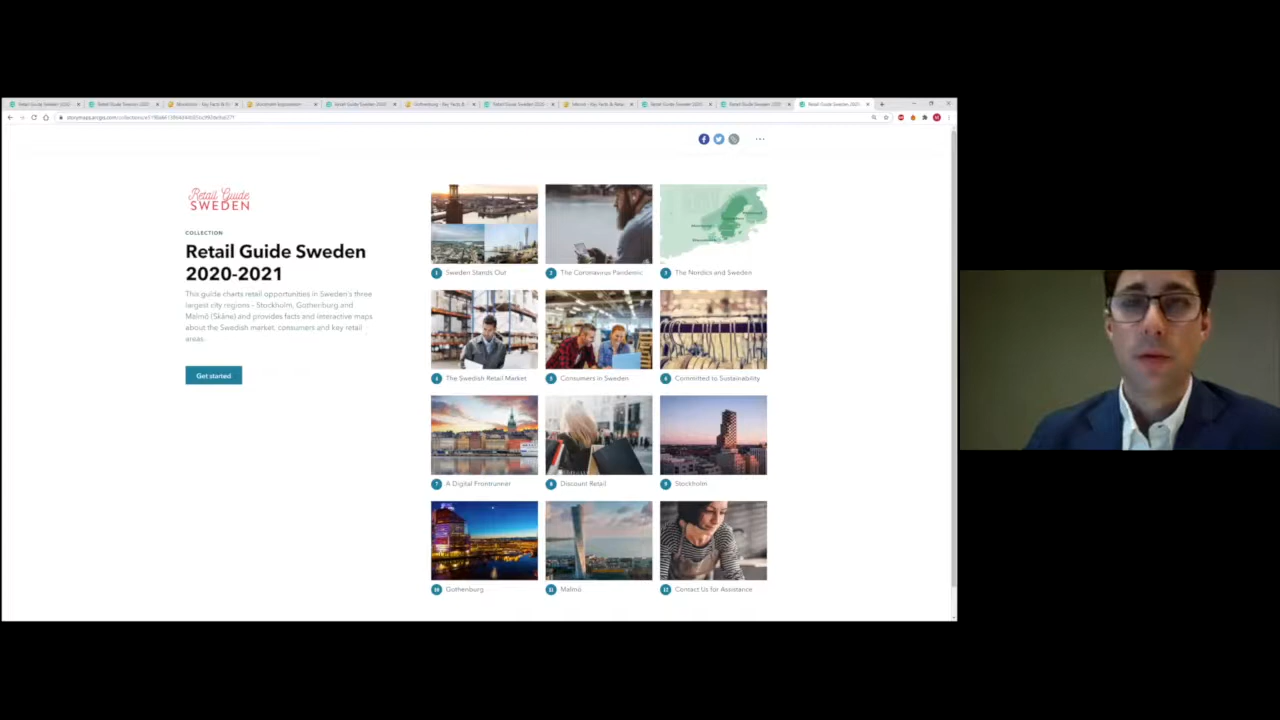 Retail Guide Sweden 2020-
Retail Guide
SWEDEN
COLLECTION
Retail Guide Sweden
2020-2021
This guide charts retail opportunities in Sweden's three
largest city regions - Stockholm, Gothenburg and
Malmö (Skåne) and provides facts and interactive maps
about the Swedish market, consumers and key retail
areas.
Get started
1 Sweden Stands Out
2 The Coronavirus Pandemic
3 The Nordics and Sweden
4 The Swedish Retail Market
5 Consumers in Sweden
6 Committed to Sustainability
7 A Digital Frontrunner
8 Discount Retail
9 Stockholm
10 Gothenburg
11 Malmö
12 Contact Us for Assistance